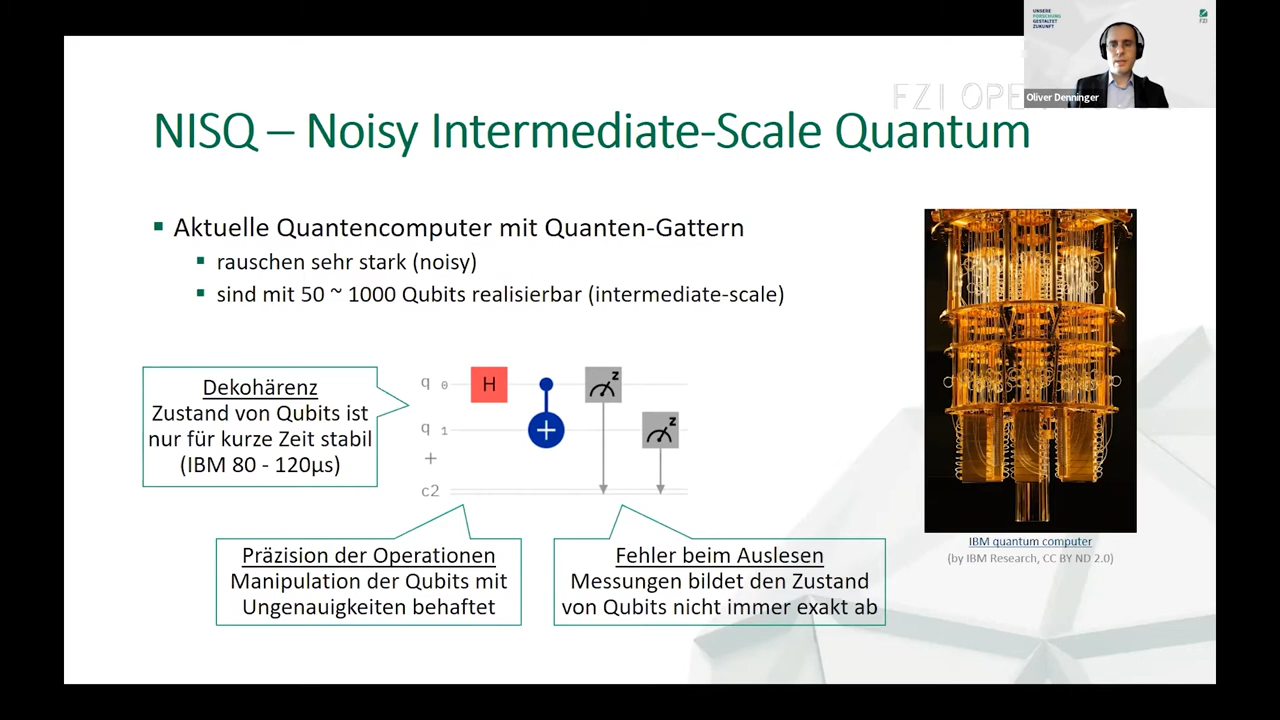 UNSERE
FORSCHUNG
GESTALTET
ZUKUNFT
FZI
Oliver Denninger
FZI OPE
NISQ – Noisy Intermediate-Scale Quantum
Aktuelle Quantencomputer mit Quanten-Gattern
rauschen sehr stark (noisy)
sind mit 50 ~ 1000 Qubits realisierbar (intermediate-scale)
Dekohärenz
Zustand von Qubits ist
nur für kurze Zeit stabil
(IBM 80 - 120µs)
q 0
H
z
q 1
+
z
+
c2
Präzision der Operationen
Manipulation der Qubits mit
Ungenauigkeiten behaftet
Fehler beim Auslesen
Messungen bildet den Zustand
von Qubits nicht immer exakt ab
IBM quantum computer
(by IBM Research, CC BY ND 2.0)